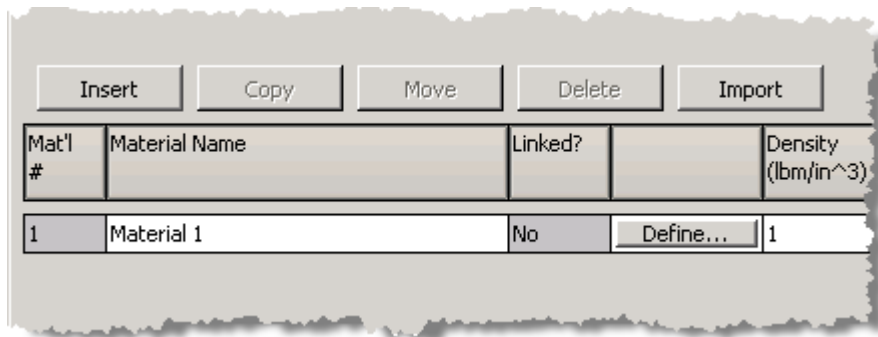 Insert Copy Move Delete Import
Mat'l # Material Name Linked? Density (lbm/in^3)
1 Material 1 No Define... 1